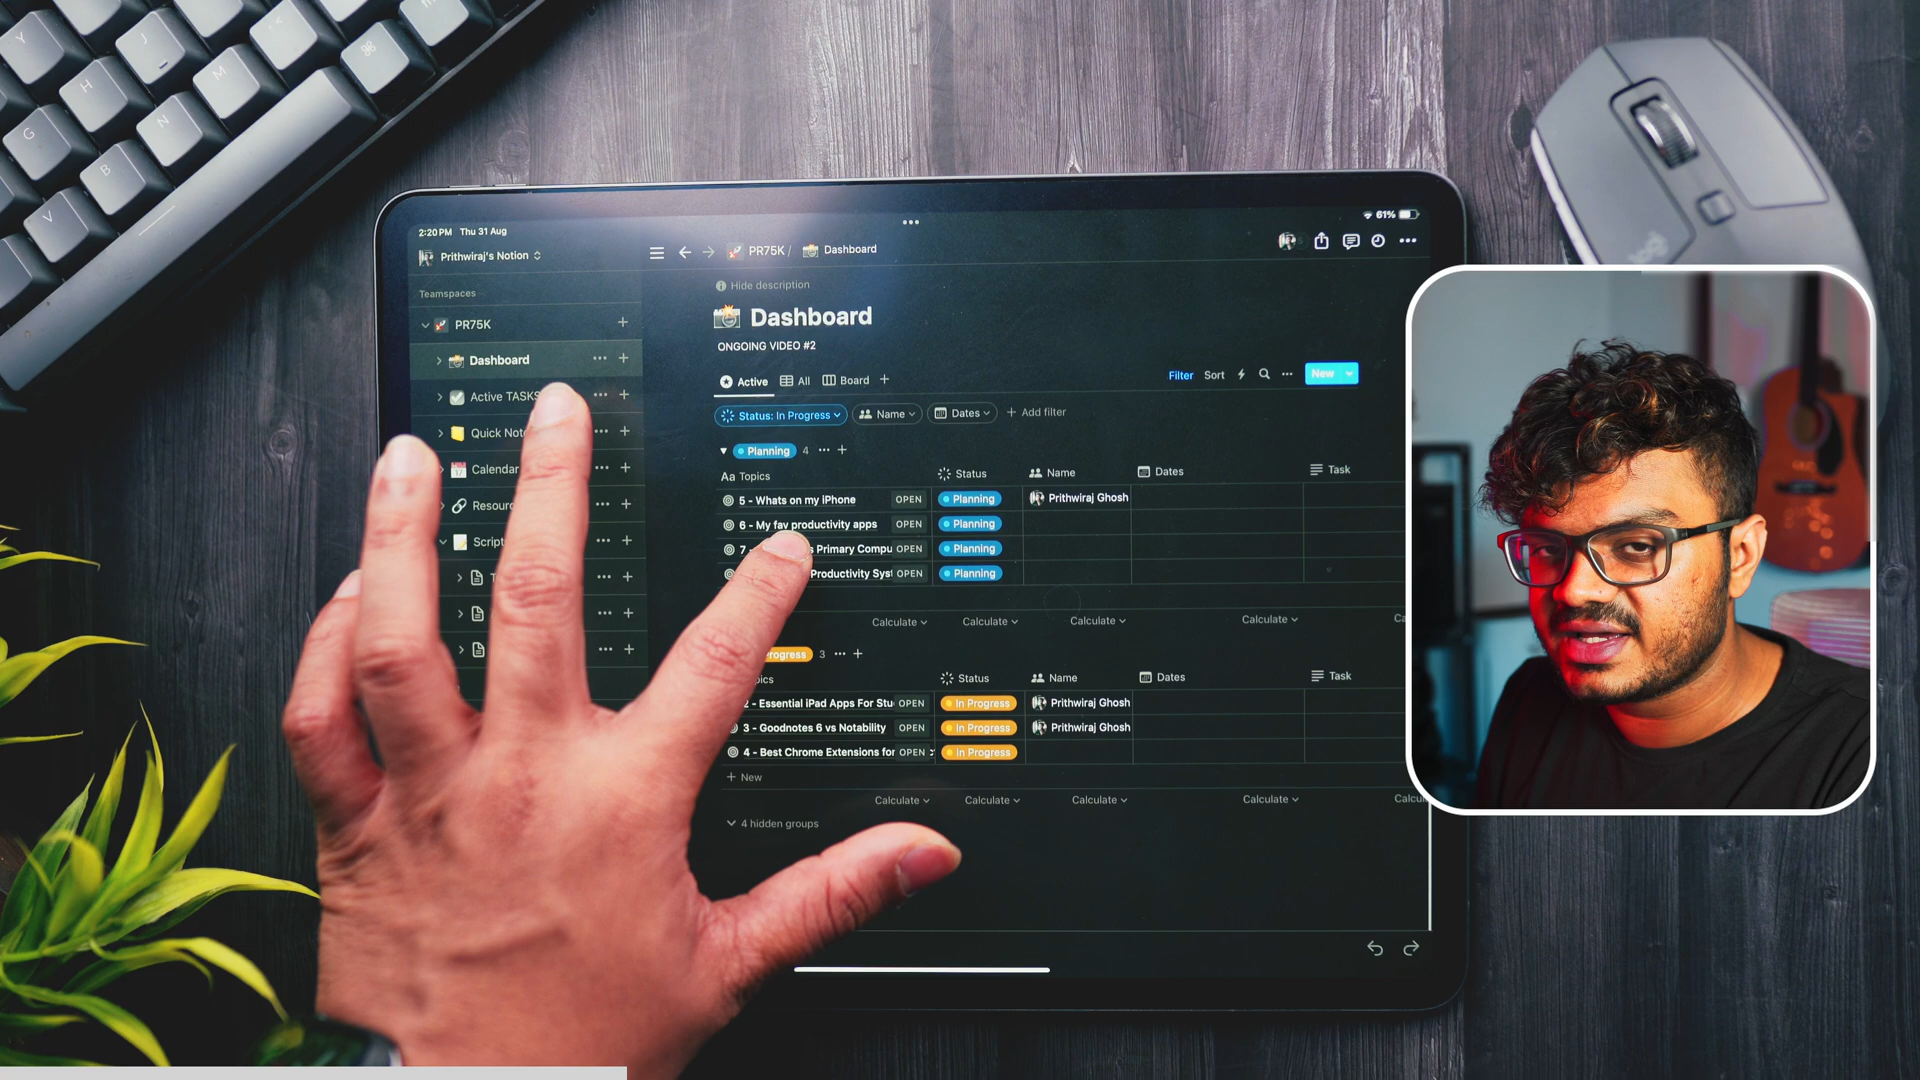 Y
J
H
M
G
N
B
V
⌘
2:20 PM Thu 31 Aug
61%
Prithwiraj's Notion
PR75K / Dashboard
Teamspaces
PR75K
Dashboard
Active TASKS
Quick
Calendar
Hide description
Dashboard
ONGOING VIDEO #2
Active All Board
Filter Sort New
Status: In Progress Name Dates Add filter
Planning 4
Aa Topics Status Name Dates Task
5 - Whats on my iPhone OPEN Planning Prithwiraj Ghosh
6 - My fav productivity apps OPEN Planning
7 - s Primary Compu OPEN Planning
Productivity Syst OPEN Planning
Calculate Calculate Calculate Calculate Ca
rogress 3
pics Status Name Dates Task
2 - Essential iPad Apps For Stu OPEN In Progress Prithwiraj Ghosh
3 - Goodnotes 6 vs Notability OPEN In Progress Prithwiraj Ghosh
4 - Best Chrome Extensions for OPEN In Progress
New
Calculate Calculate Calculate Calculate Calcu
4 hidden groups